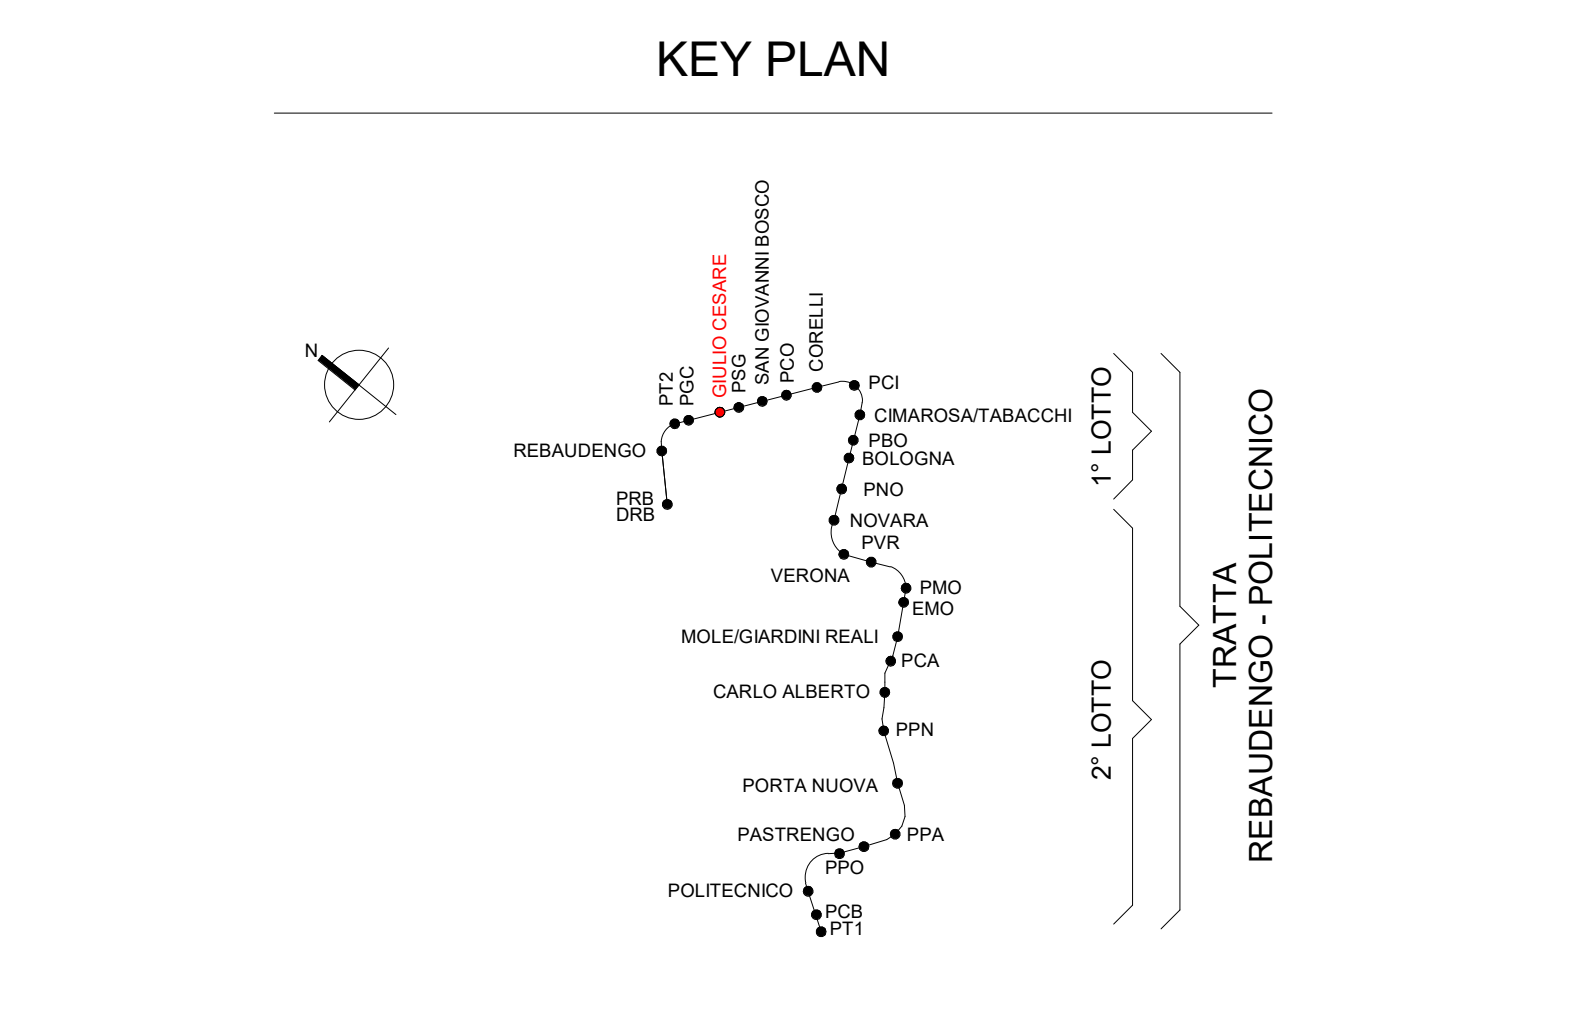 KEY PLAN
N
PT2
PGC
GIULIO CESARE
PSG
SAN GIOVANNI BOSCO
PCO
CORELLI
PCI
CIMAROSA/TABACCHI
REBAUDENGO
PBO
BOLOGNA
PRB
DRB
PNO
NOVARA
PVR
VERONA
PMO
EMO
MOLE/GIARDINI REALI
PCA
CARLO ALBERTO
PPN
PORTA NUOVA
PASTRENGO
PPA
PPO
POLITECNICO
PCB
PT1
1° LOTTO
2° LOTTO
TRATTA
REBAUDENGO - POLITECNICO